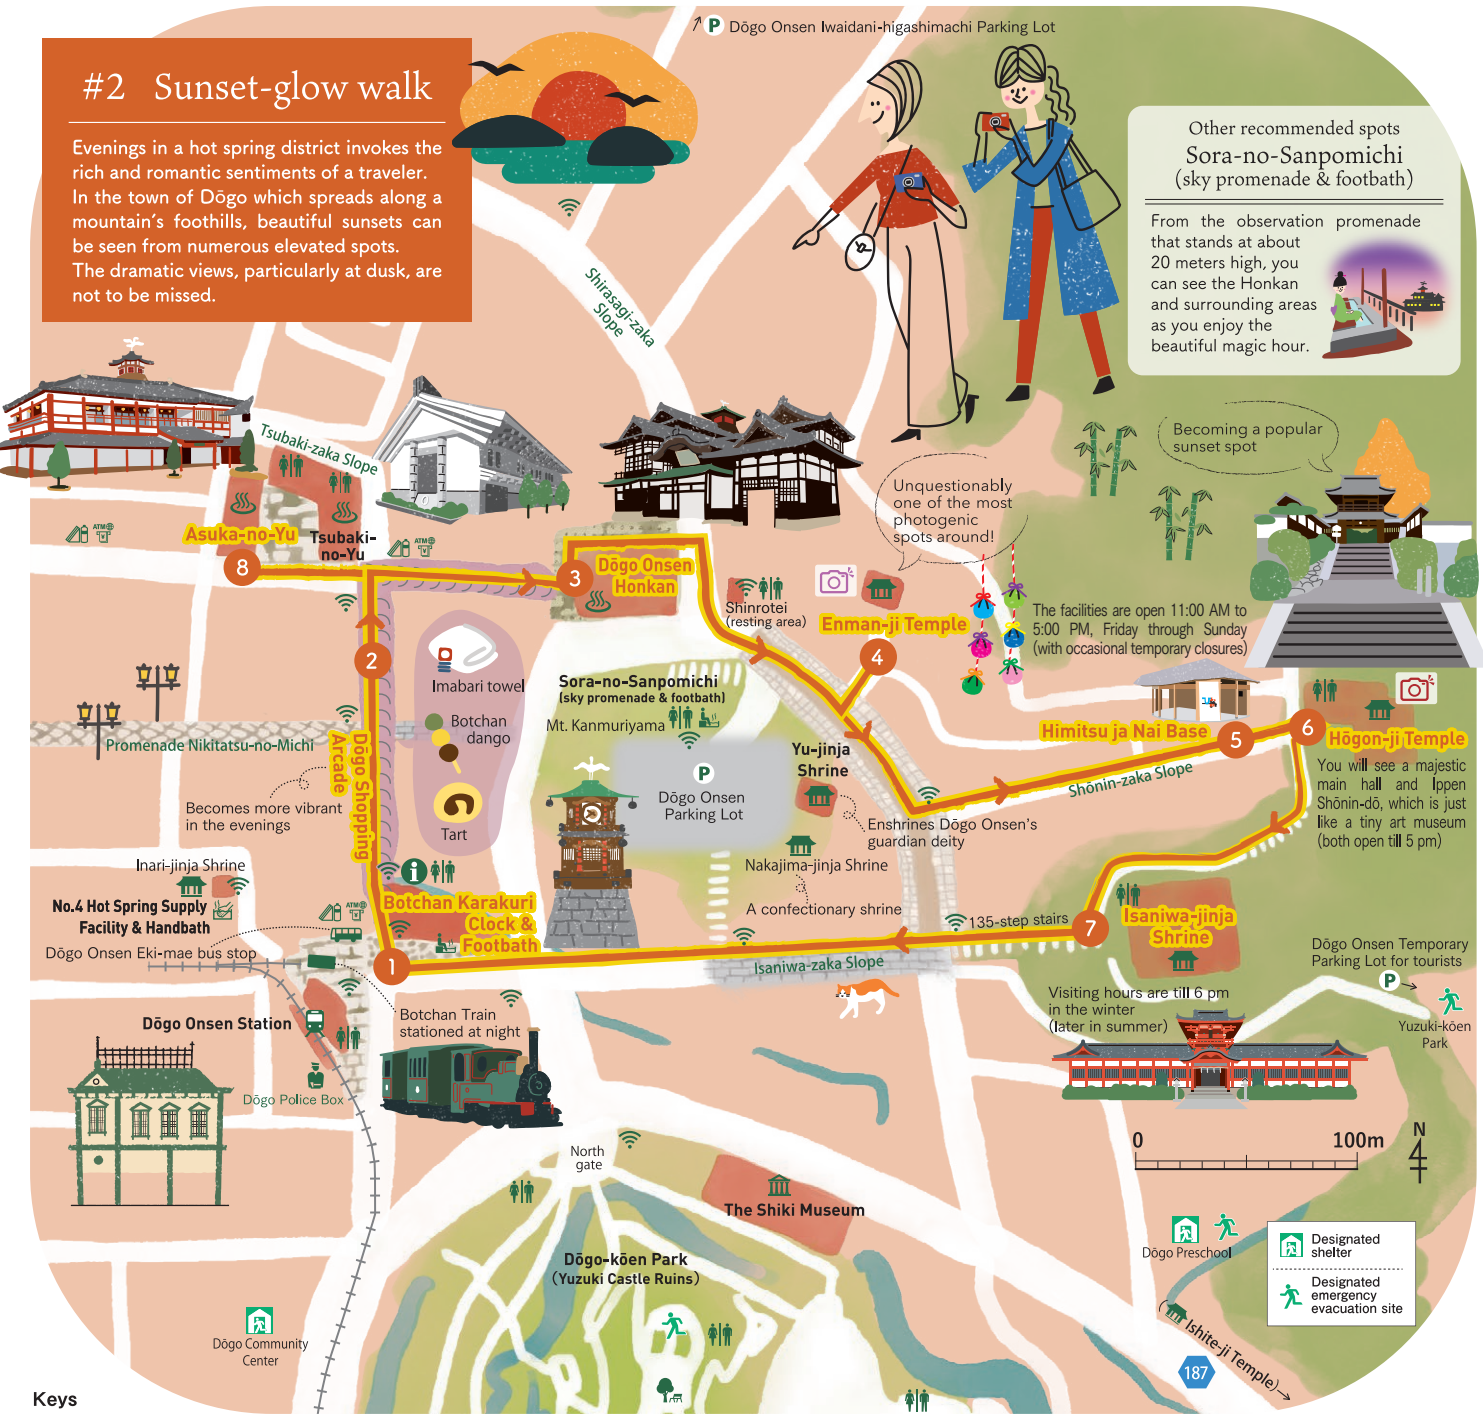 P Dōgo Onsen Iwaidani-higashimachi Parking Lot
#2 Sunset-glow walk
Evenings in a hot spring district invokes the
rich and romantic sentiments of a traveler.
In the town of Dōgo which spreads along a
mountain's foothills, beautiful sunsets can
be seen from numerous elevated spots.
The dramatic views, particularly at dusk, are
not to be missed.
Other recommended spots
Sora-no-Sanpomichi
(sky promenade & footbath)
From the observation promenade
that stands at about
20 meters high, you
can see the Honkan
and surrounding areas
as you enjoy the
beautiful magic hour.
Shirasagi-zaka
Slope
Tsubaki-zaka Slope
Becoming a popular
sunset spot
Unquestionably
one of the most
photogenic
spots around!
ATM
Asuka-no-Yu
8
Tsubaki-
no-Yu
ATM
3
Dōgo Onsen
Honkan
Shinrotei
(resting area)
Enman-ji Temple
4
The facilities are open 11:00 AM to
5:00 PM, Friday through Sunday
(with occasional temporary closures)
2
Imabari towel
Botchan
dango
Tart
Sora-no-Sanpomichi
(sky promenade & footbath)
Mt. Kanmuriyama
P
Dōgo Onsen
Parking Lot
Promenade Nikitatsu-no-Michi
Dōgo Shopping
Arcade
Becomes more vibrant
in the evenings
Yu-jinja
Shrine
Enshrines Dōgo Onsen's
guardian deity
Himitsu ja Nai Base
5
6
Shōnin-zaka Slope
Hōgon-ji Temple
You will see a majestic
main hall and Ippen
Shōnin-dō, which is just
like a tiny art museum
(both open till 5 pm)
Nakajima-jinja Shrine
A confectionary shrine
Inari-jinja Shrine
No.4 Hot Spring Supply
Facility & Handbath
ATM
Dōgo Onsen Eki-mae bus stop
i
Botchan Karakuri
Clock &
Footbath
1
135-step stairs
7
Isaniwa-jinja
Shrine
Isaniwa-zaka Slope
Dōgo Onsen Temporary
Parking Lot for tourists
P
Yuzuki-kōen
Park
Visiting hours are till 6 pm
in the winter
(later in summer)
Botchan Train
stationed at night
Dōgo Onsen Station
Dōgo Police Box
0 100m
N
North
gate
The Shiki Museum
Dōgo-kōen Park
(Yuzuki Castle Ruins)
Dōgo Preschool
Designated
shelter
Designated
emergency
evacuation site
Ishite-ji Temple)
187
Dōgo Community
Center
Keys